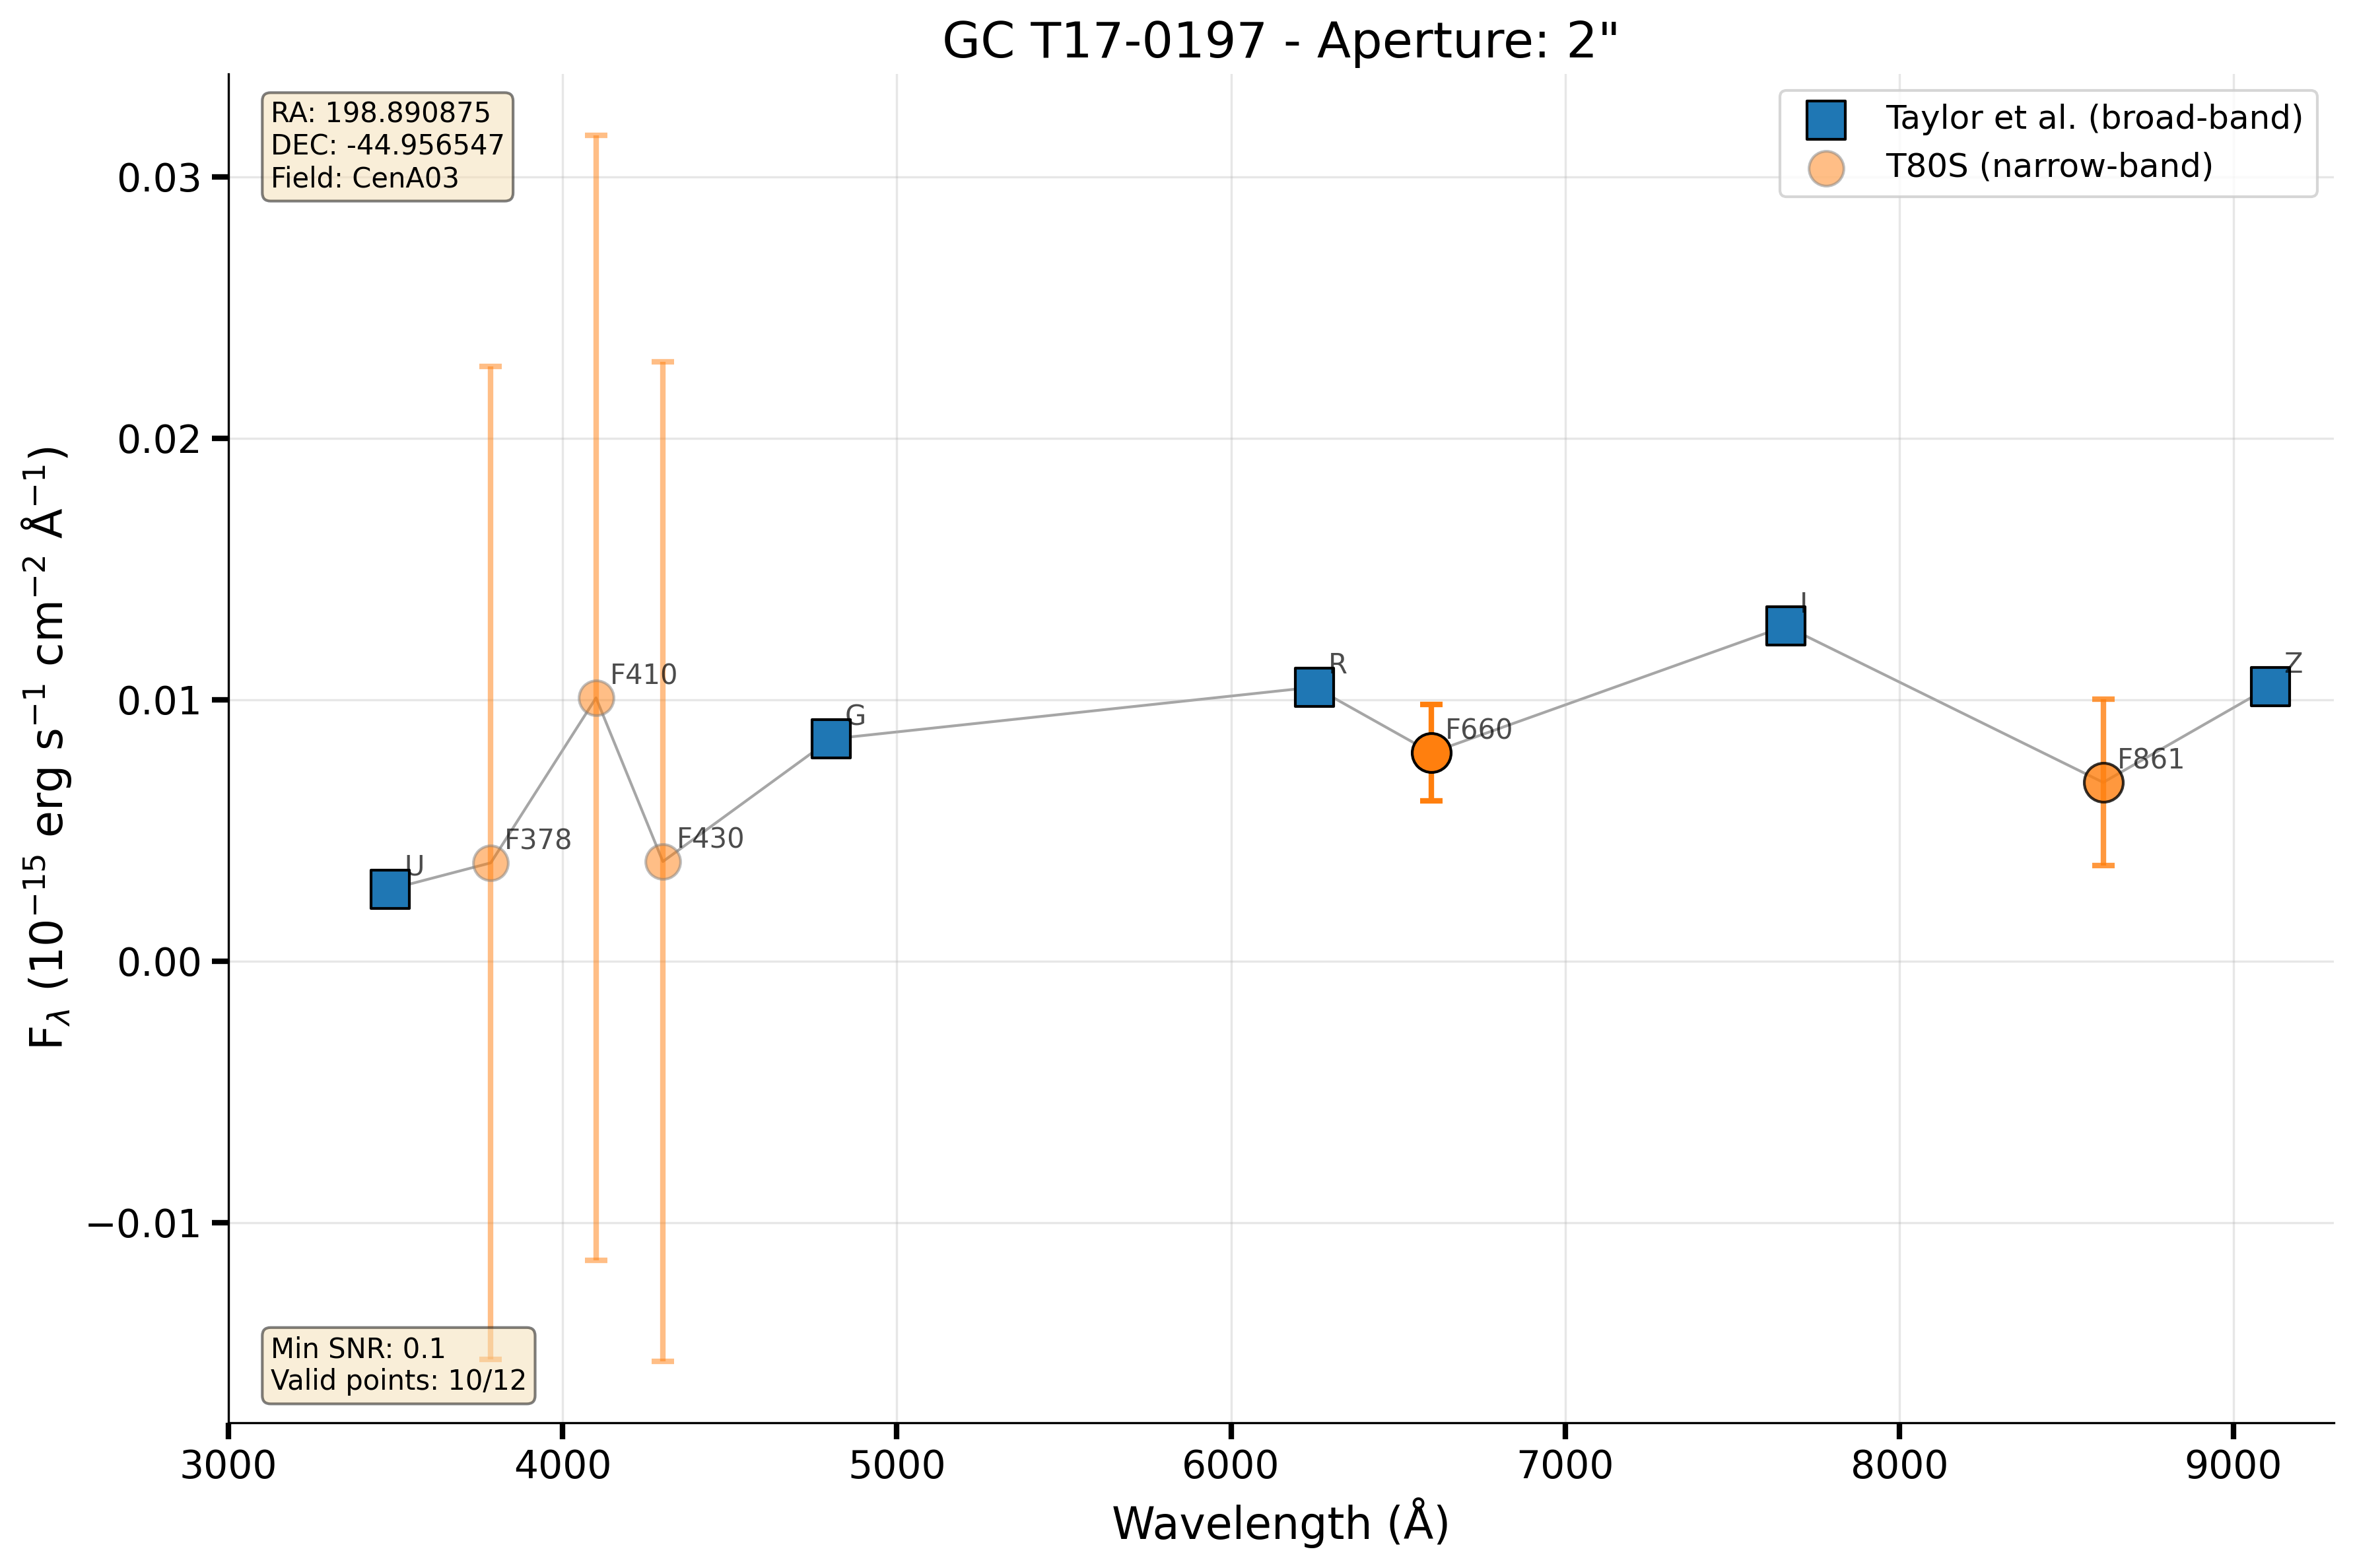 GC T17-0197 - Aperture: 2"
RA: 198.890875
DEC: -44.956547
Field: CenA03
Taylor et al. (broad-band)
T80S (narrow-band)
0.03
0.02
0.01
0.00
−0.01
F_λ (10⁻¹⁵ erg s⁻¹ cm⁻² Å⁻¹)
U
F378
F410
F430
G
R
F660
I
F861
Z
Min SNR: 0.1
Valid points: 10/12
3000 4000 5000 6000 7000 8000 9000
Wavelength (Å)